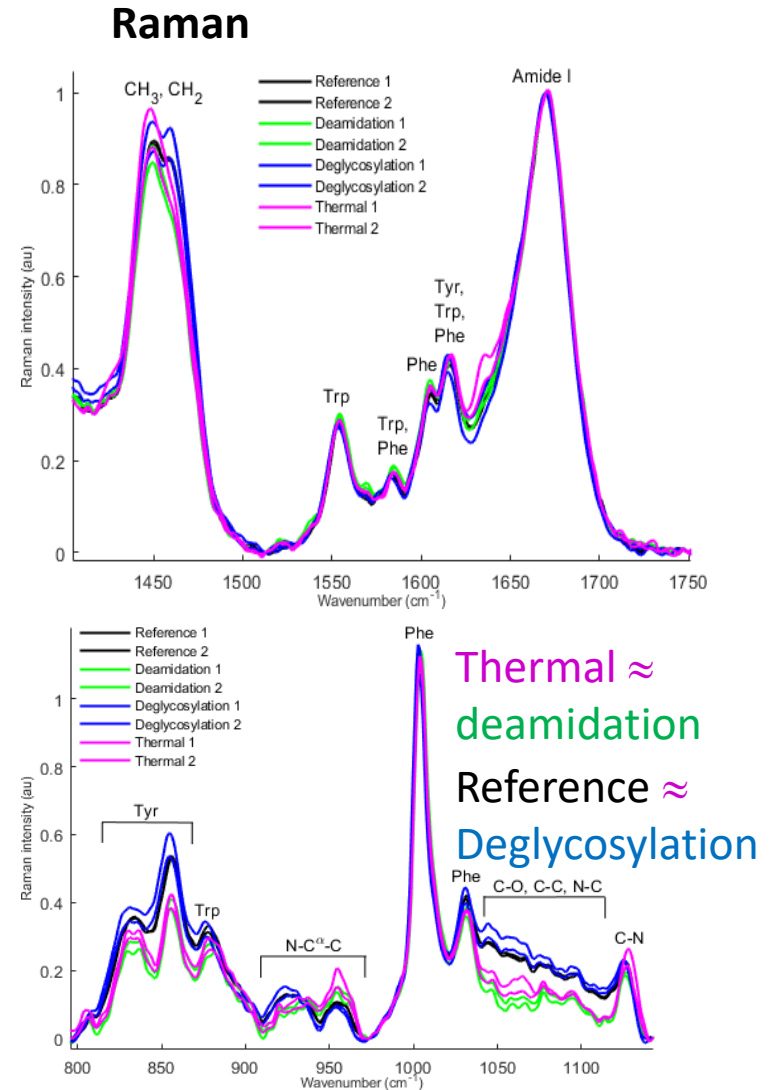 Raman
CH₃, CH₂
Amide I
Reference 1
Reference 2
Deamidation 1
Deamidation 2
Deglycosylation 1
Deglycosylation 2
Thermal 1
Thermal 2
Tyr,
Trp,
Phe
Phe
Trp
Trp,
Phe
Raman intensity (au)
1
0.8
0.6
0.4
0.2
0
1450 1500 1550 1600 1650 1700 1750
Wavenumber (cm⁻¹)
Reference 1
Reference 2
Deamidation 1
Deamidation 2
Deglycosylation 1
Deglycosylation 2
Thermal 1
Thermal 2
Phe
Thermal ≈
deamidation
Reference ≈
Deglycosylation
Tyr
Trp
N-Cᵅ-C
Phe
C-O, C-C, N-C
C-N
Raman intensity (au)
1
0.8
0.6
0.4
0.2
0
800 850 900 950 1000 1050 1100
Wavenumber (cm⁻¹)